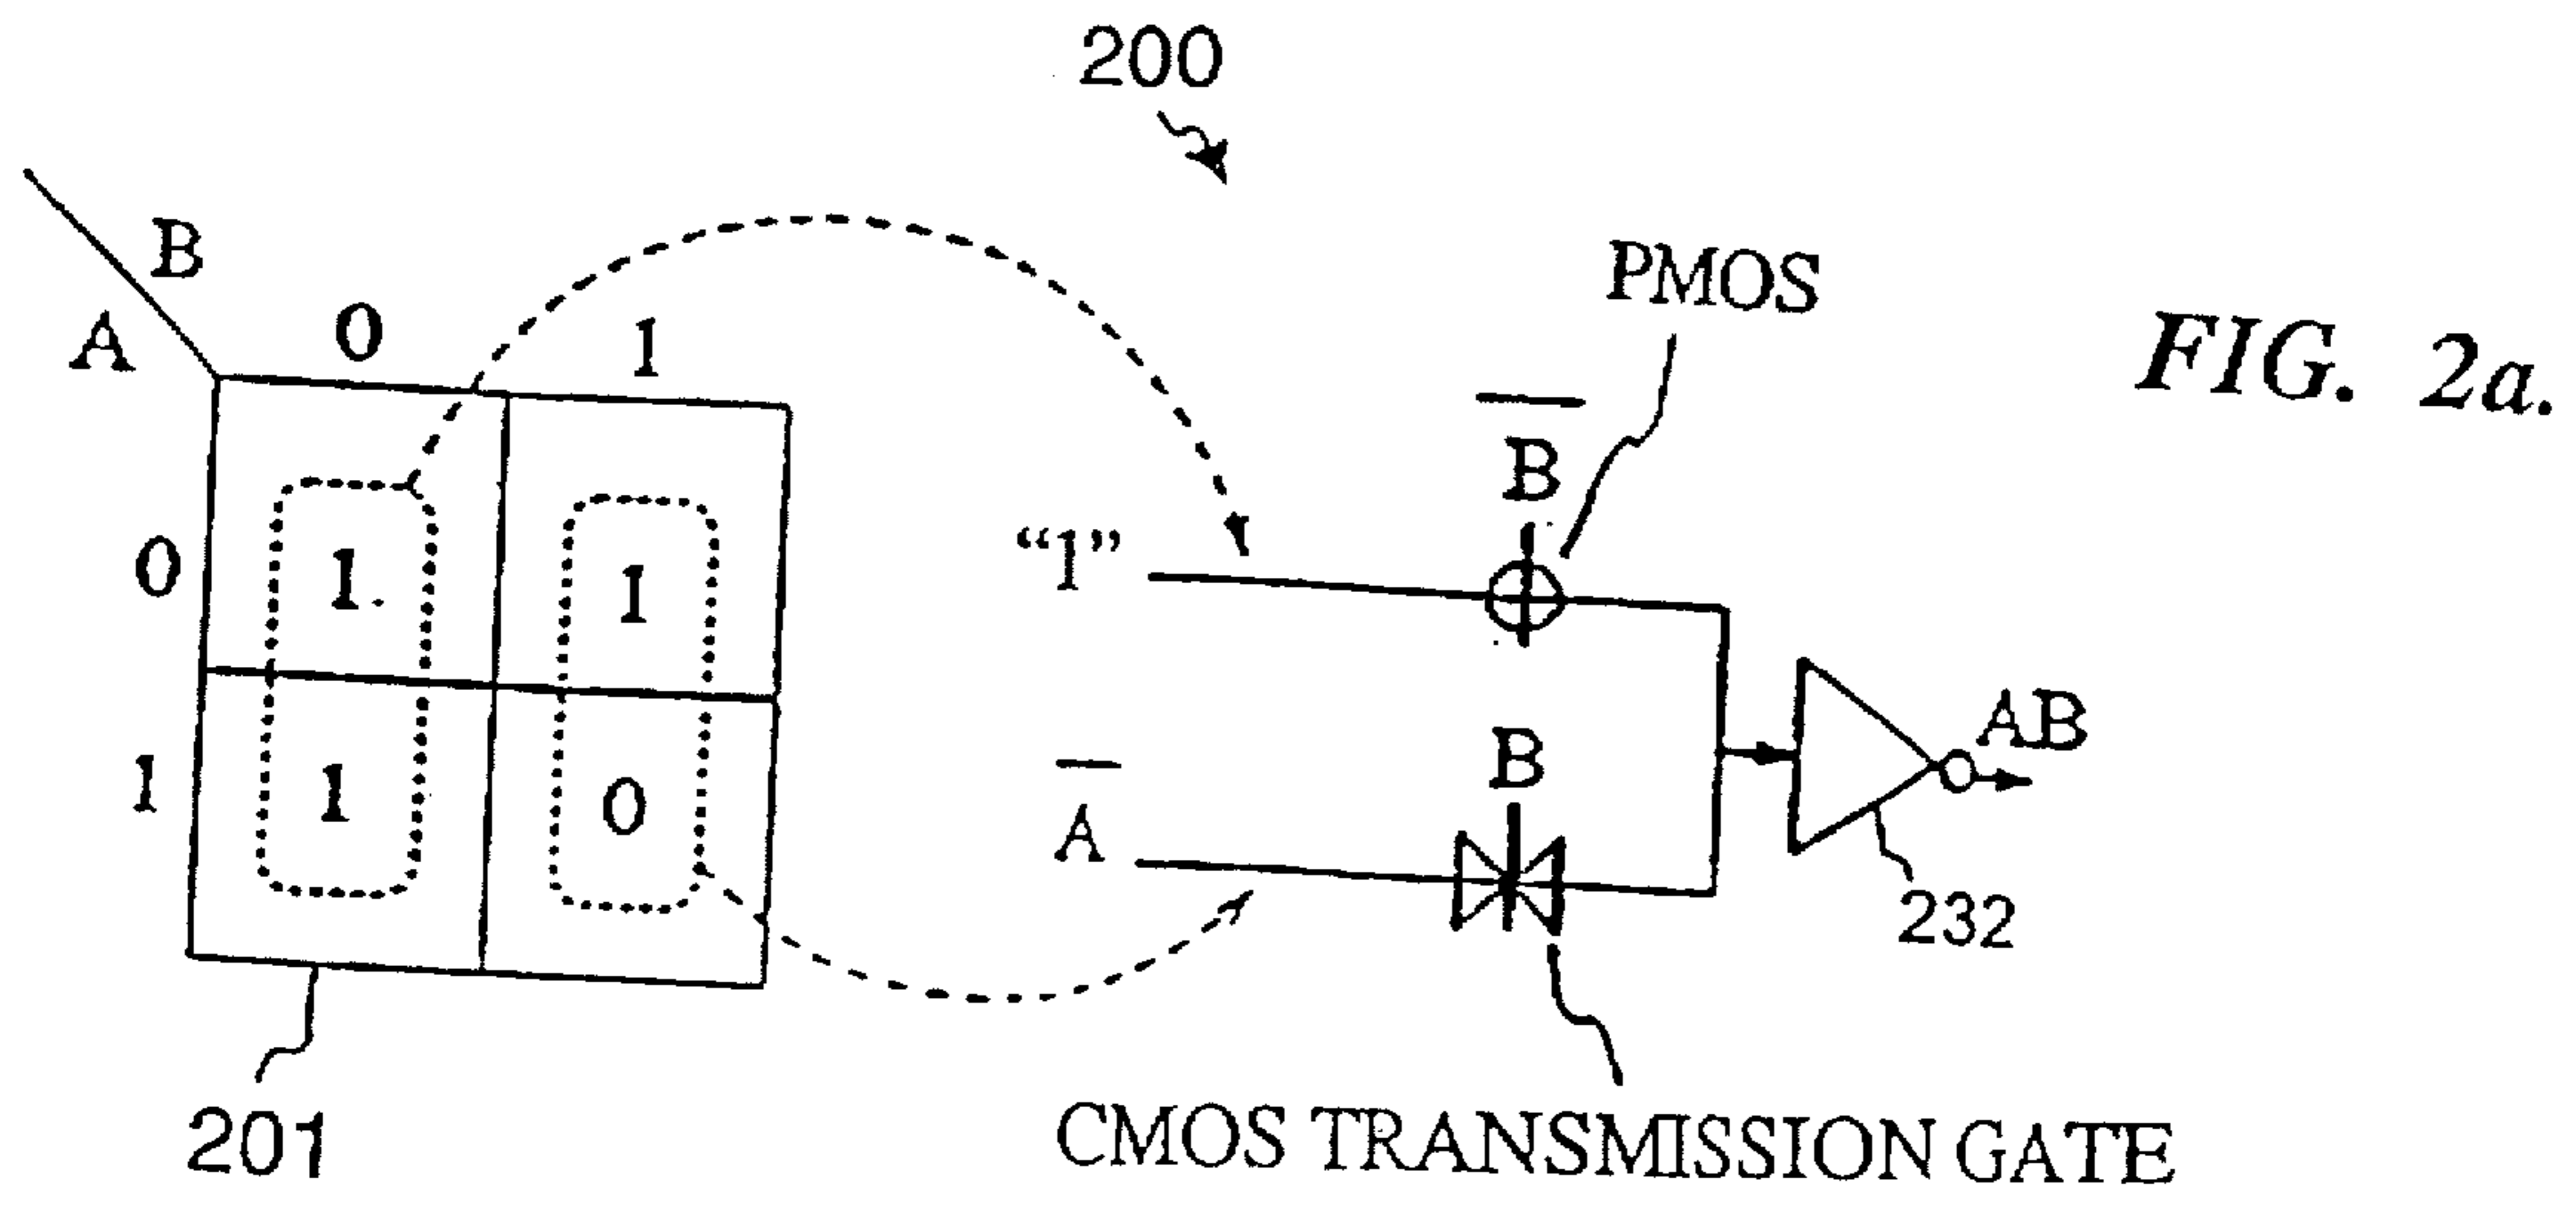 200
B
A
0 1
0
1 1
1
1 0
201
PMOS
B̅
"1"
B
A̅
AB
232
CMOS TRANSMISSION GATE
FIG. 2a.